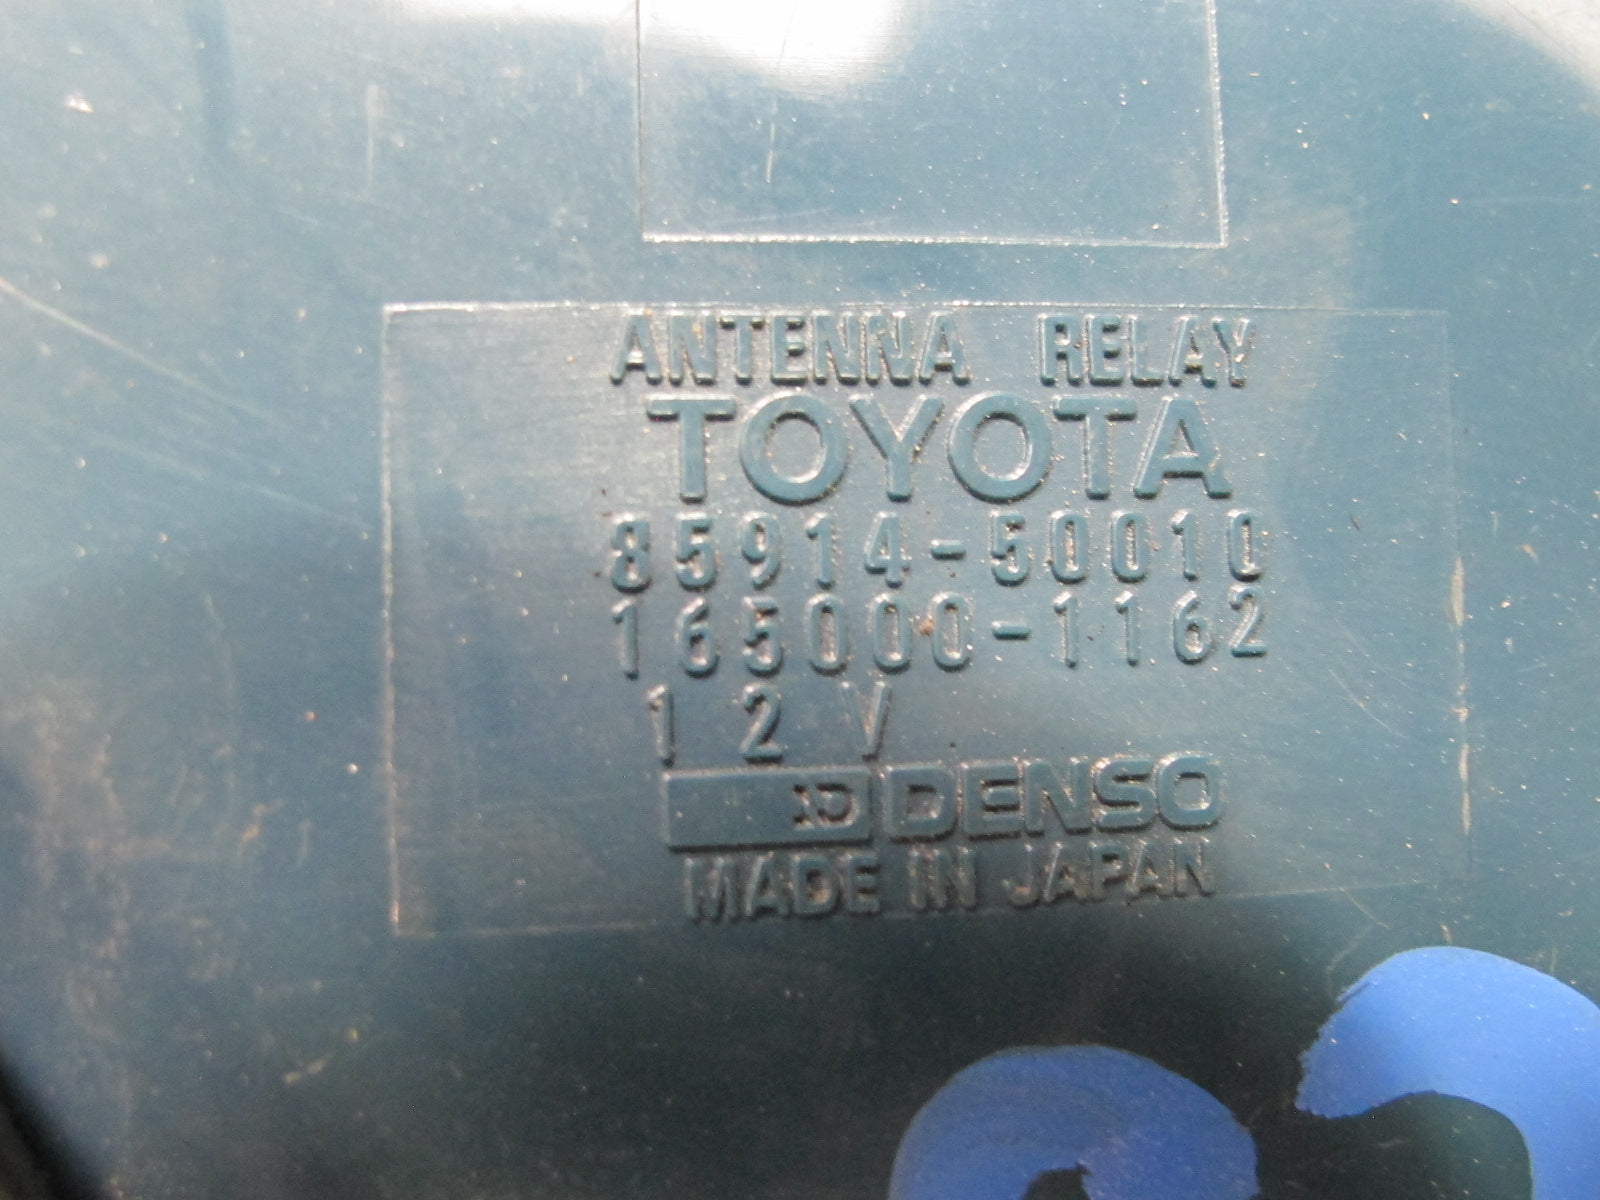 ANTENNA RELAY
TOYOTA
85914-50010
165000-1162
12V
DENSO
MADE IN JAPAN